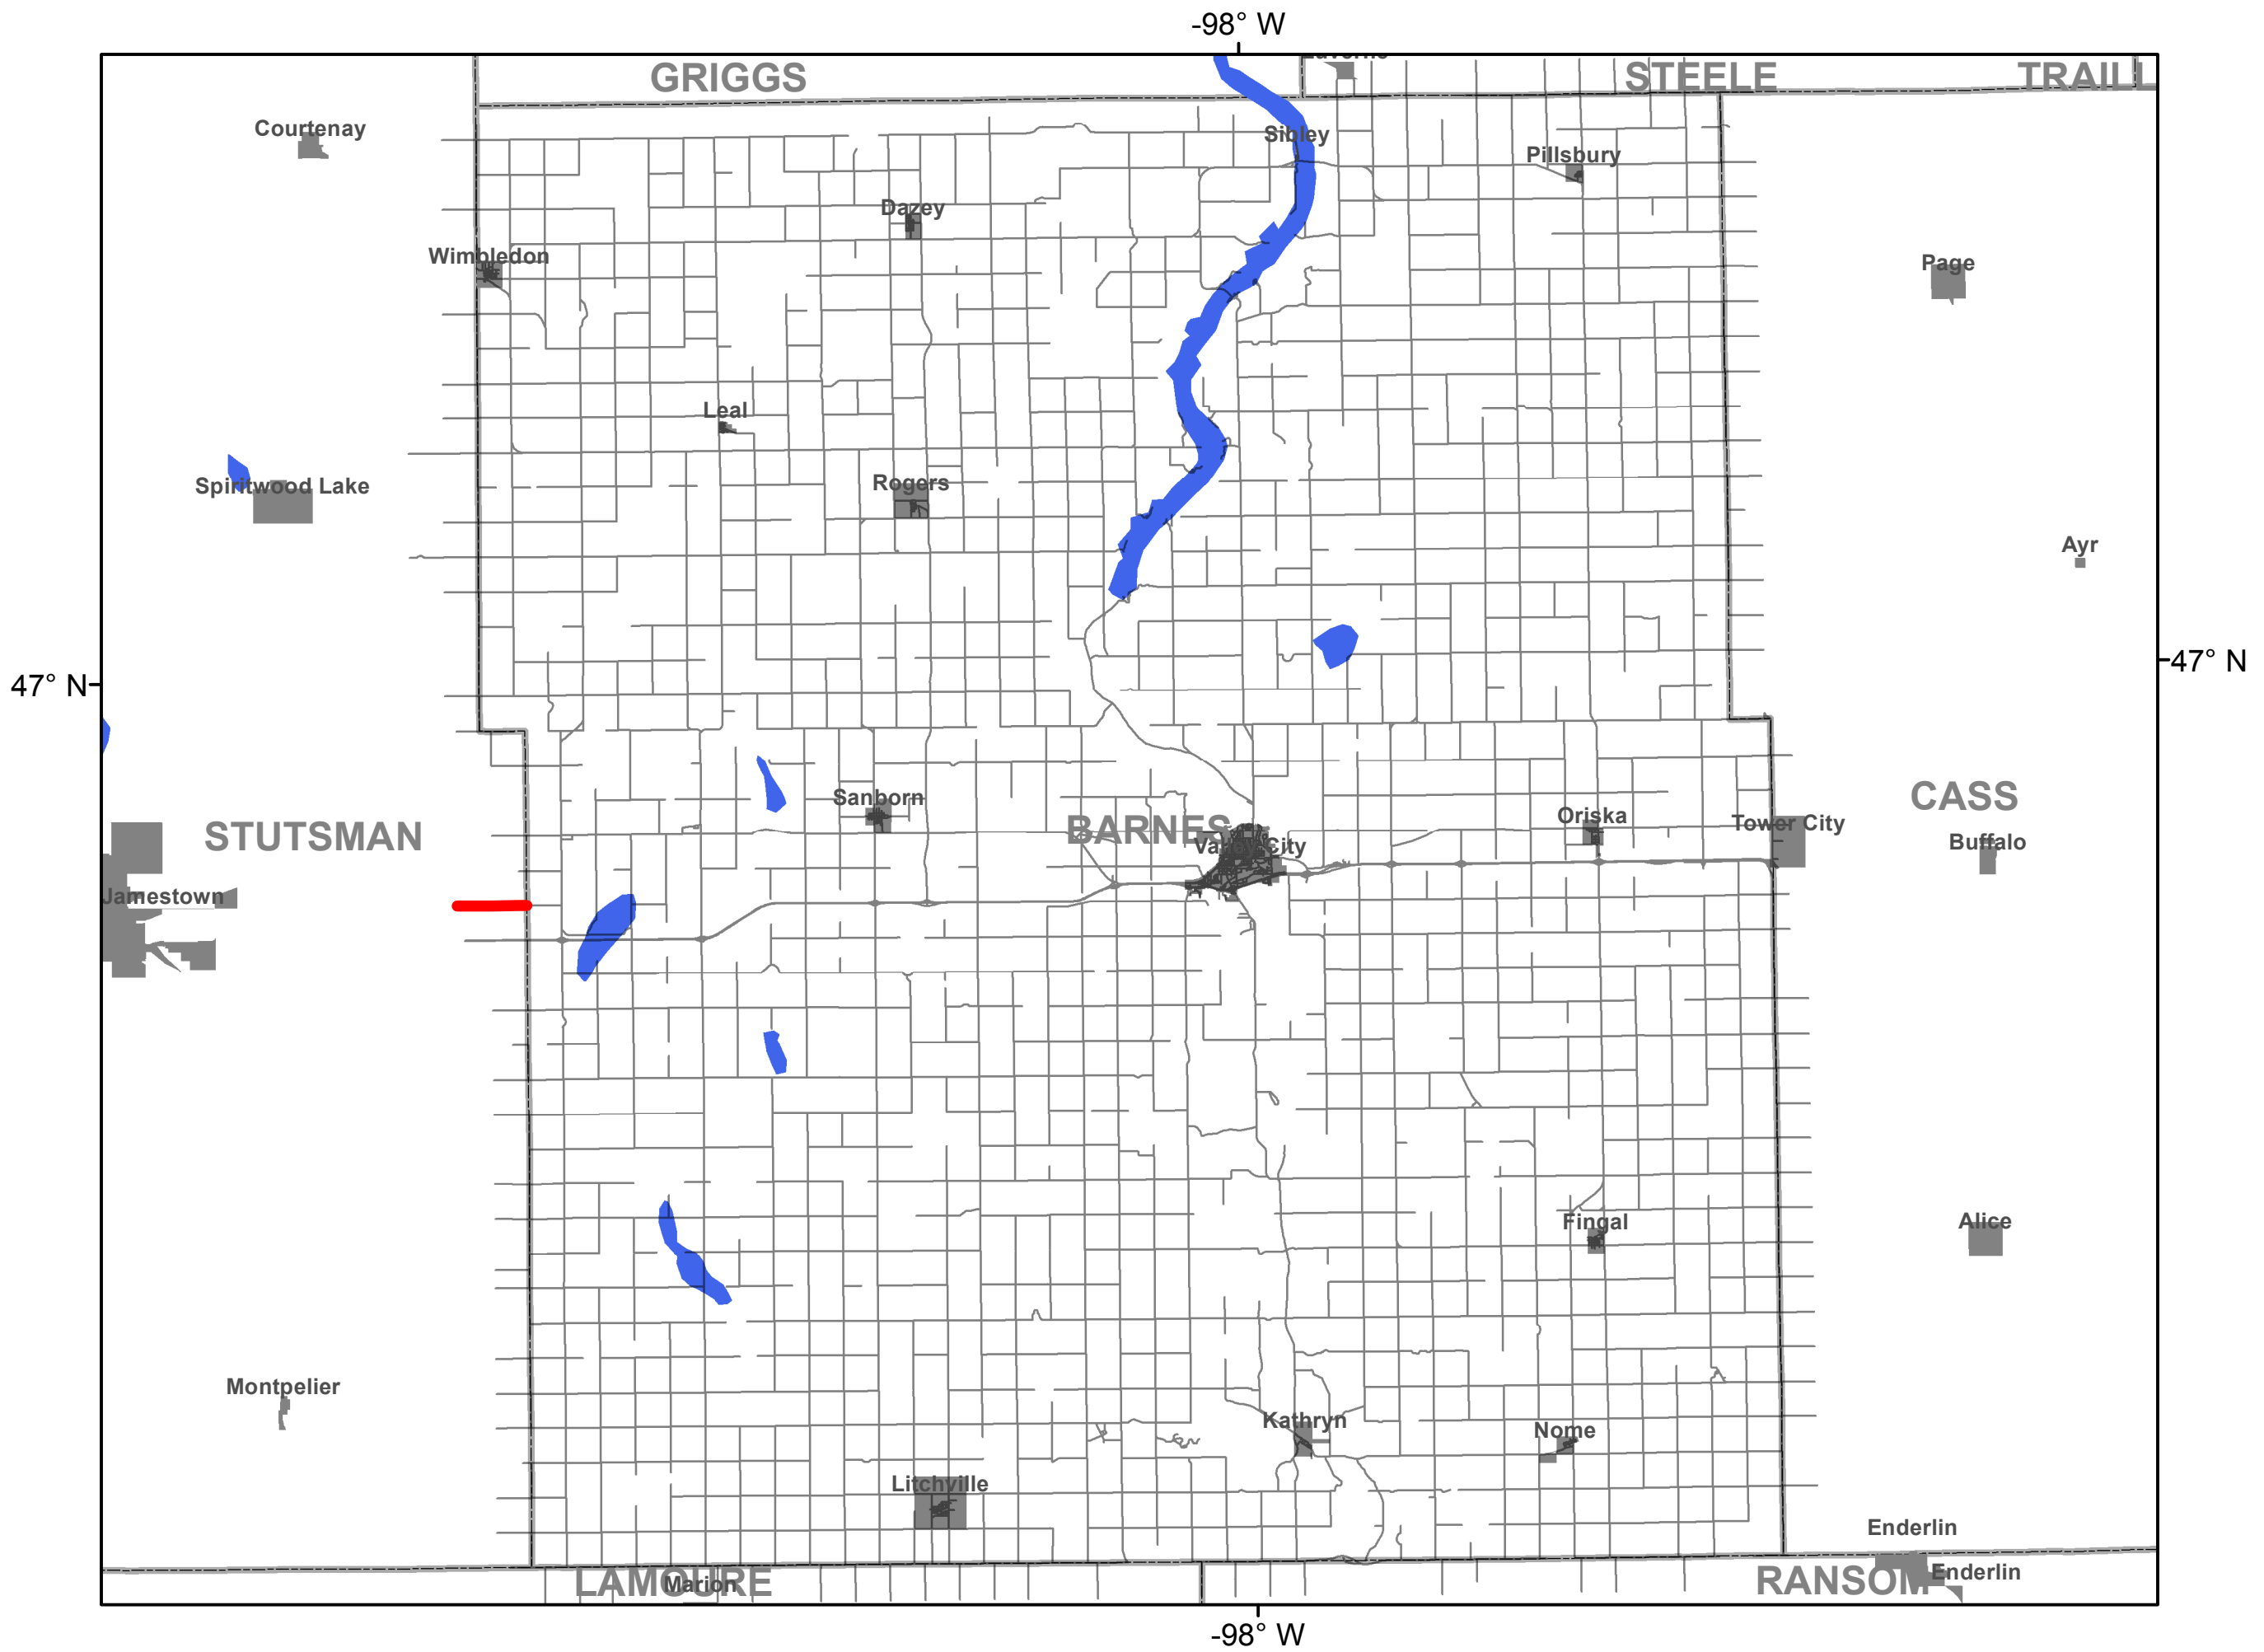 -98° W
GRIGGS
STEELE
TRAILL
Courtenay
Sibley
Pillsbury
Dazey
Wimbledon
Page
Leal
Spiritwood Lake
Rogers
Ayr
47° N
47° N
Sanborn
CASS
STUTSMAN
BARNES
Oriska
Tower City
Valley City
Buffalo
Jamestown
Fingal
Alice
Montpelier
Kathryn
Nome
Litchville
Enderlin
LAMOURE
Marion
RANSOM
Enderlin
-98° W